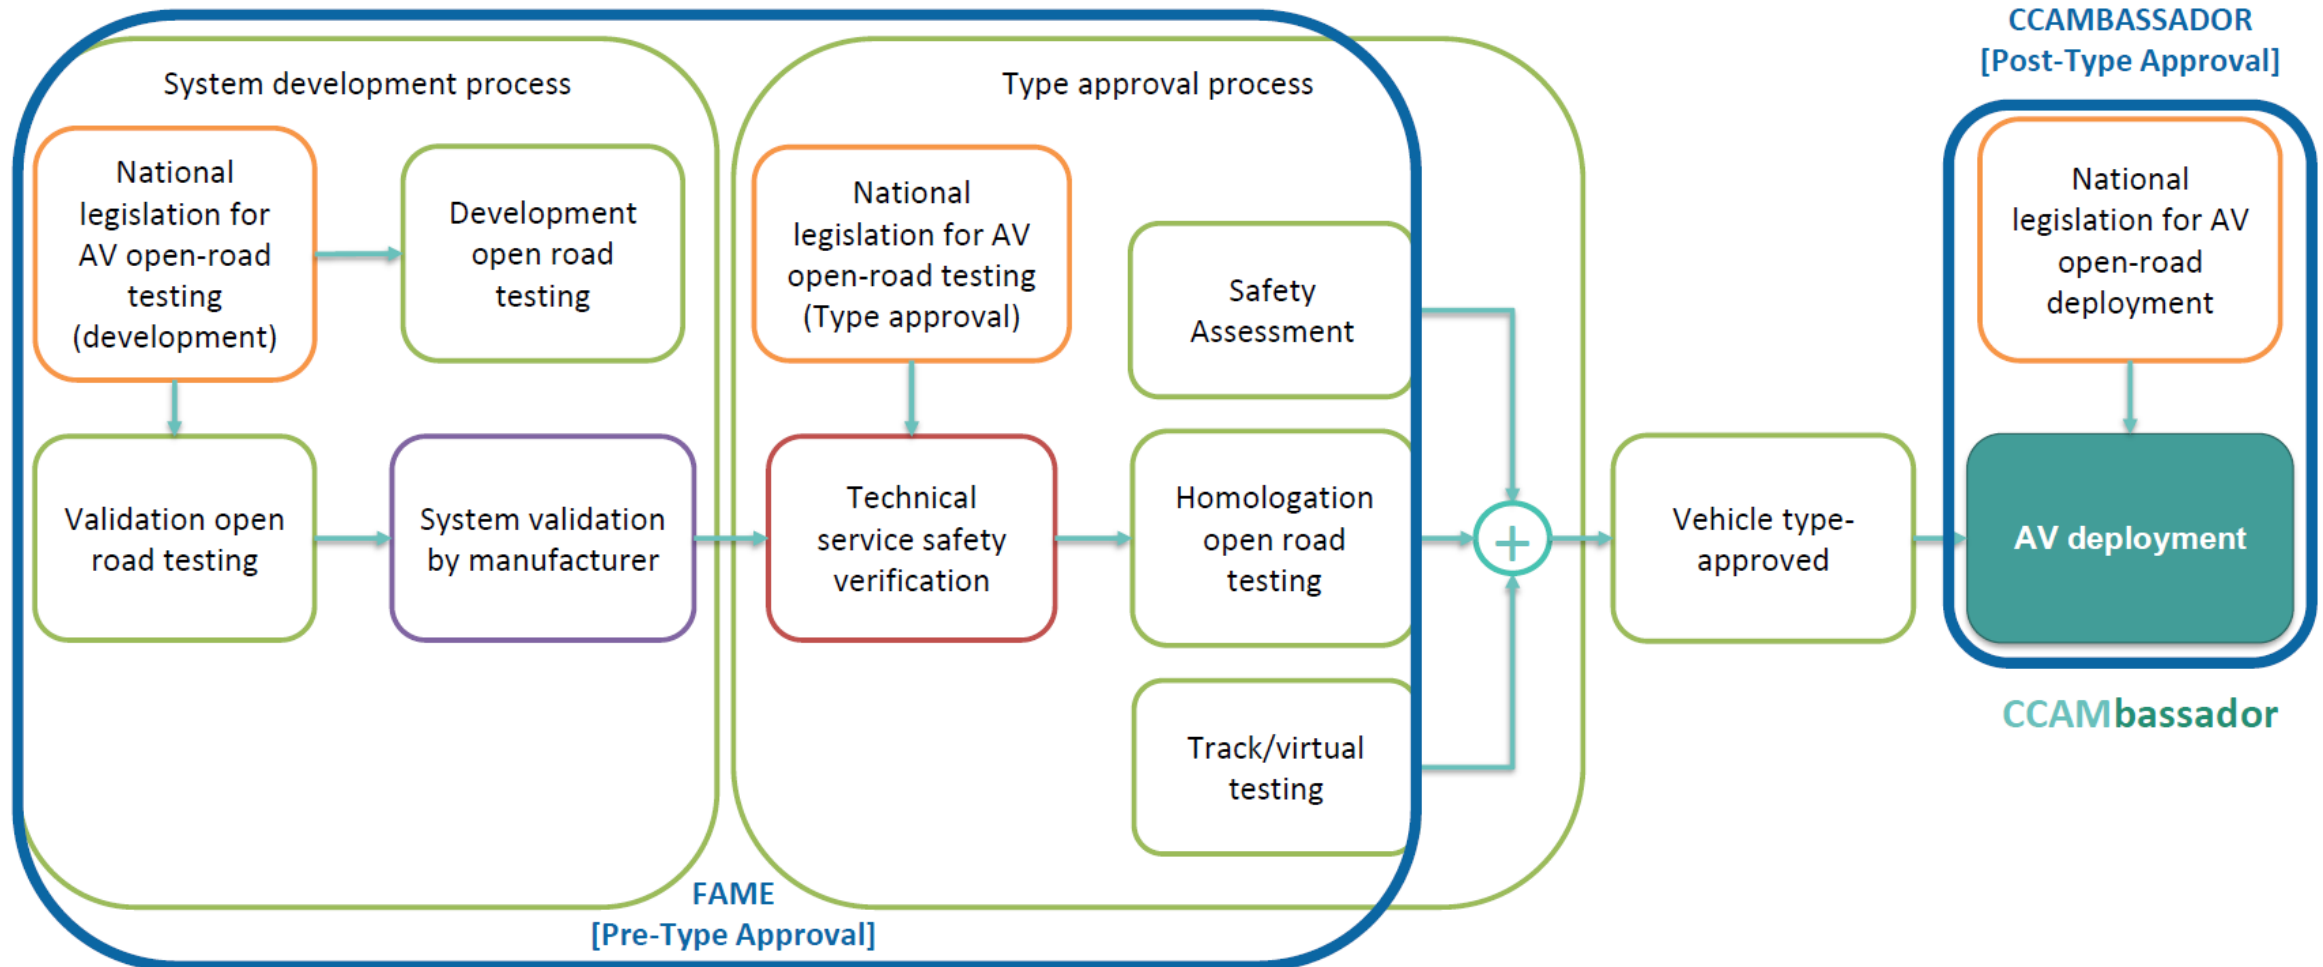 CCAMBASSADOR
[Post-Type Approval]
System development process
Type approval process
National
legislation for
AV open-road
testing
(development)
Development
open road
testing
National
legislation for AV
open-road testing
(Type approval)
Safety
Assessment
National
legislation for AV
open-road
deployment
Validation open
road testing
System validation
by manufacturer
Technical
service safety
verification
Homologation
open road
testing
+
Vehicle type-
approved
AV deployment
Track/virtual
testing
CCAMbassador
FAME
[Pre-Type Approval]